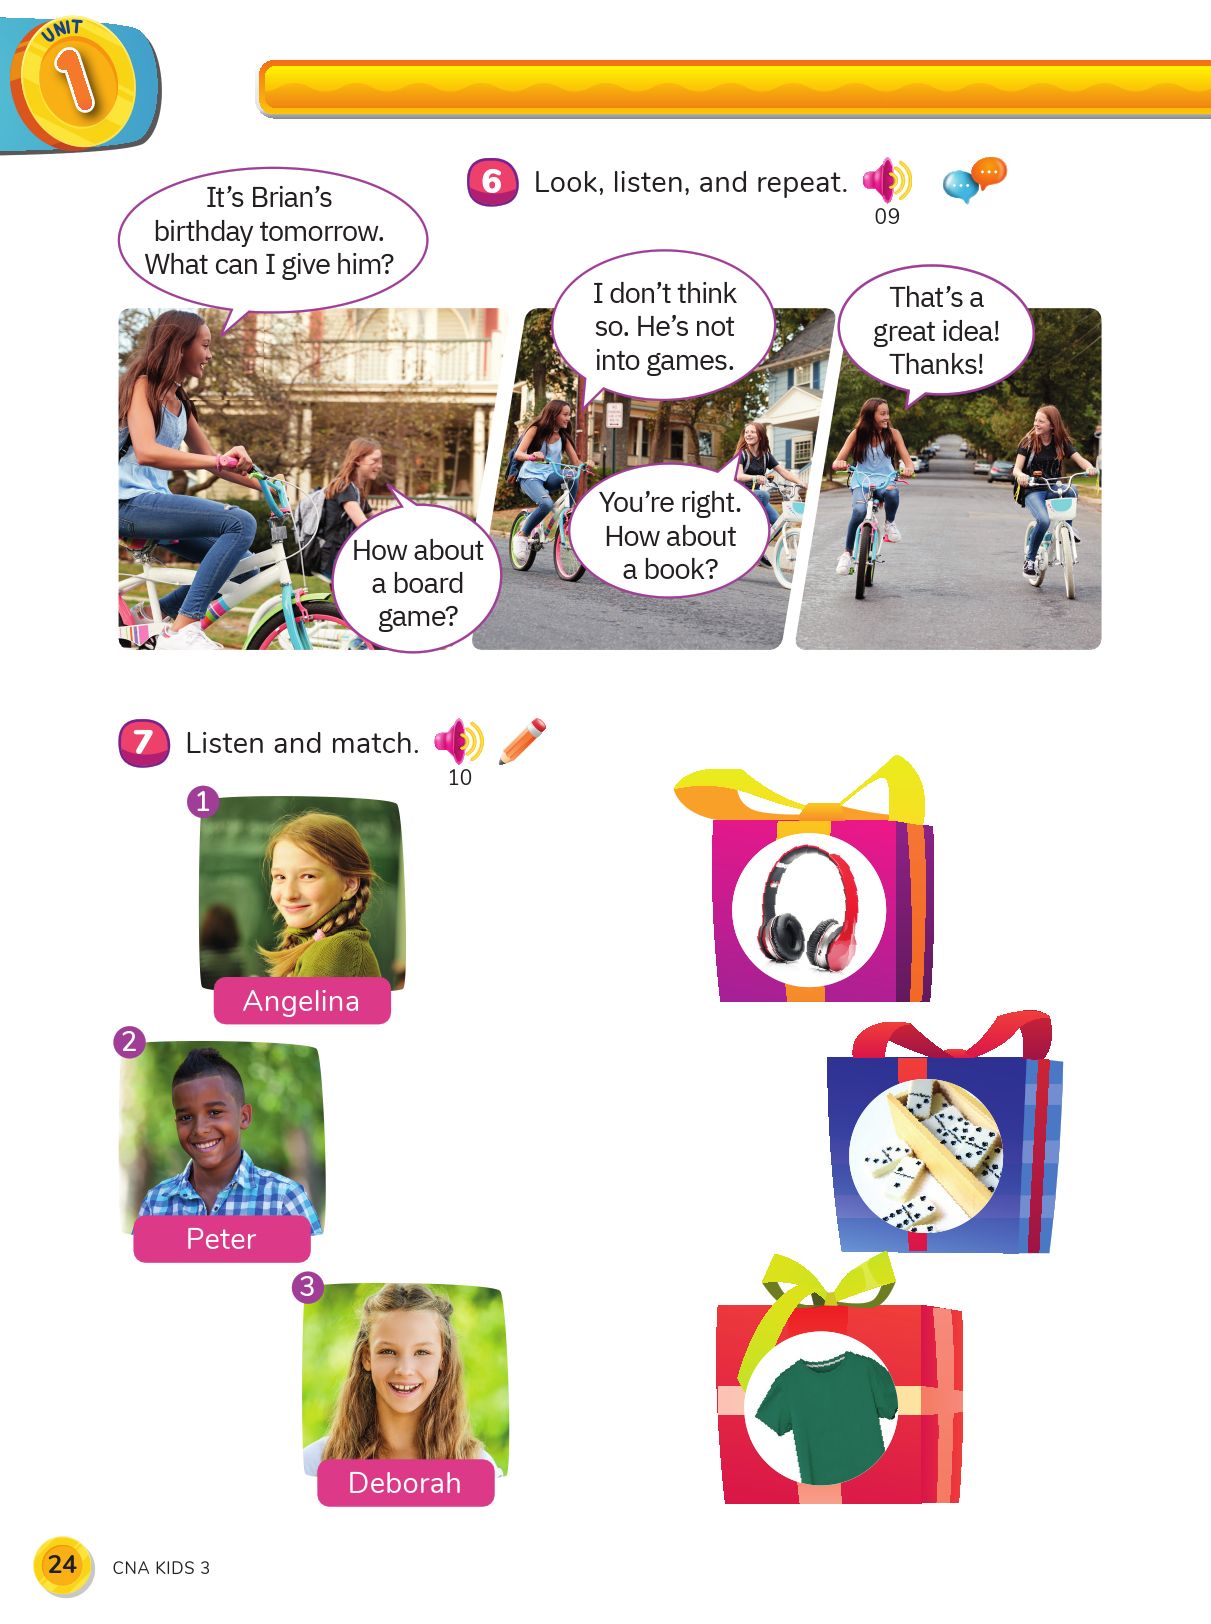 UNIT
1
6 Look, listen, and repeat.
09
It's Brian's
birthday tomorrow.
What can I give him?
How about
a board
game?
I don't think
so. He's not
into games.
You're right.
How about
a book?
That's a
great idea!
Thanks!
7 Listen and match.
10
1
Angelina
2
Peter
3
Deborah
24 CNA KIDS 3